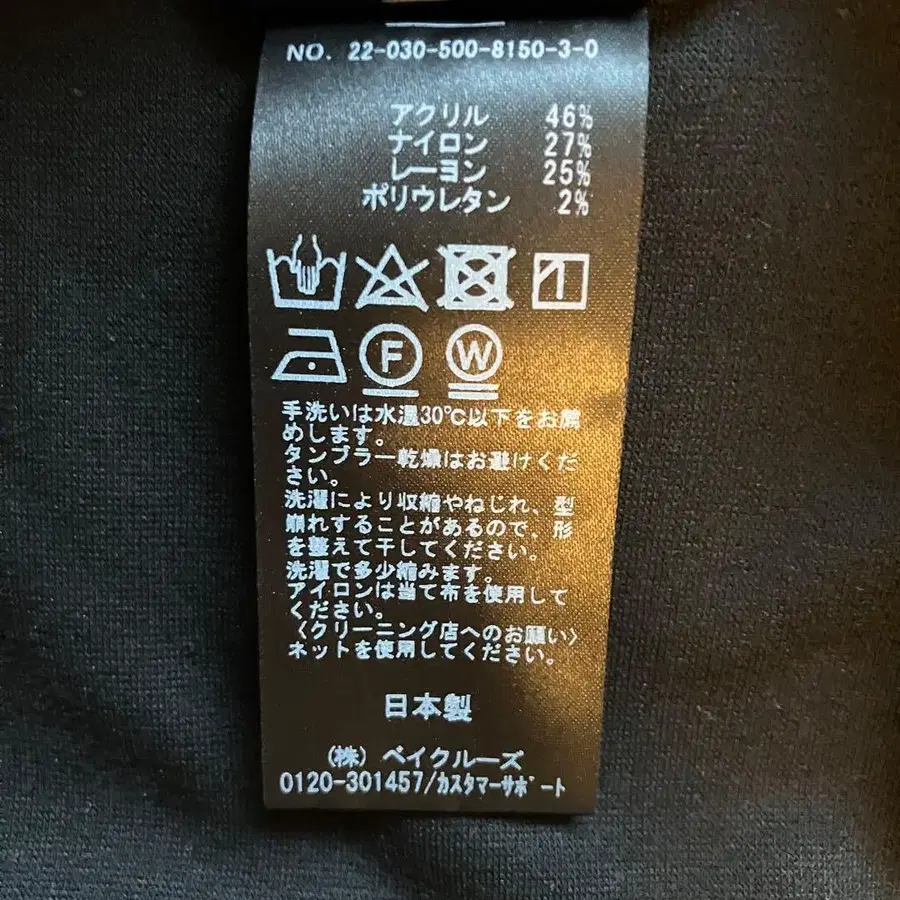 NO. 22-030-500-8150-3-0
アクリル 46%
ナイロン 27%
レーヨン 25%
ポリウレタン 2%
F
W
手洗いは水温30℃以下をお薦
めします。
タンブラー乾燥はお避けくだ
さい。
洗濯により収縮やねじれ、型
崩れすることがあるので、形
を整えて干してください。
洗濯で多少縮みます。
アイロンは当て布を使用して
ください。
〈クリーニング店へのお願い〉
ネットを使用してください。
日本製
(株) ベイクルーズ
0120-301457/カスタマーサポート